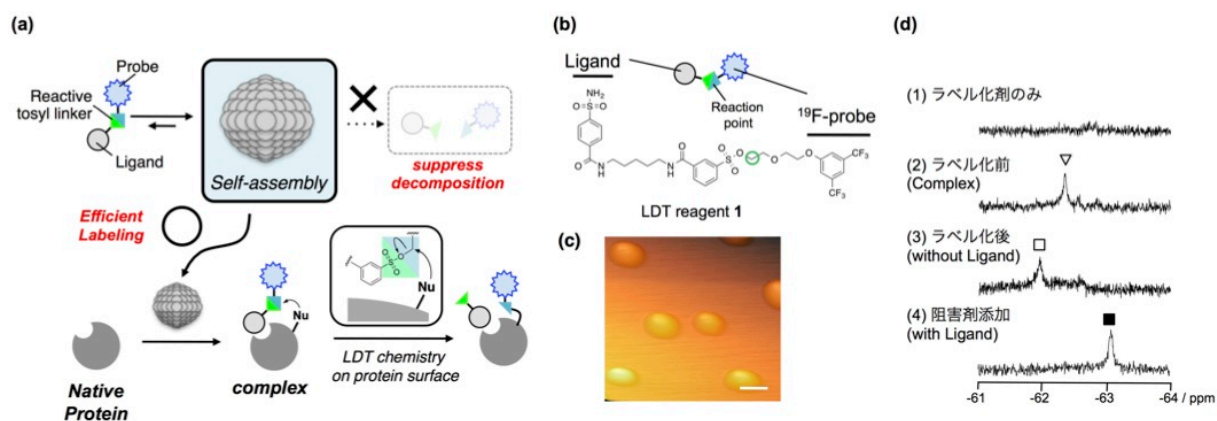 (a)
Probe
Reactive
tosyl linker
Ligand
Self-assembly
suppress
decomposition
Efficient
Labeling
Nu
O
S
O
O
Nu
Native
Protein
complex
LDT chemistry
on protein surface
(b)
Ligand
Reaction
point
19F-probe
NH2
O=S=O
O
N
H
H
N
O
O
S
O
O
O
O
CF3
CF3
LDT reagent 1
(c)
(d)
(1) ラベル化剤のみ
(2) ラベル化前
(Complex)
(3) ラベル化後
(without Ligand)
(4) 阻害剤添加
(with Ligand)
-61 -62 -63 -64 / ppm